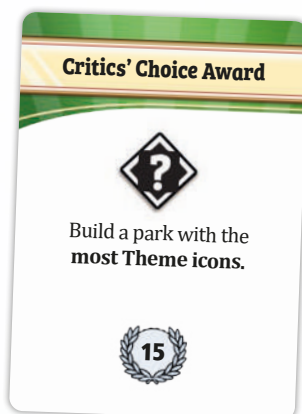 Critics’ Choice Award
?
Build a park with the
most Theme icons.
15